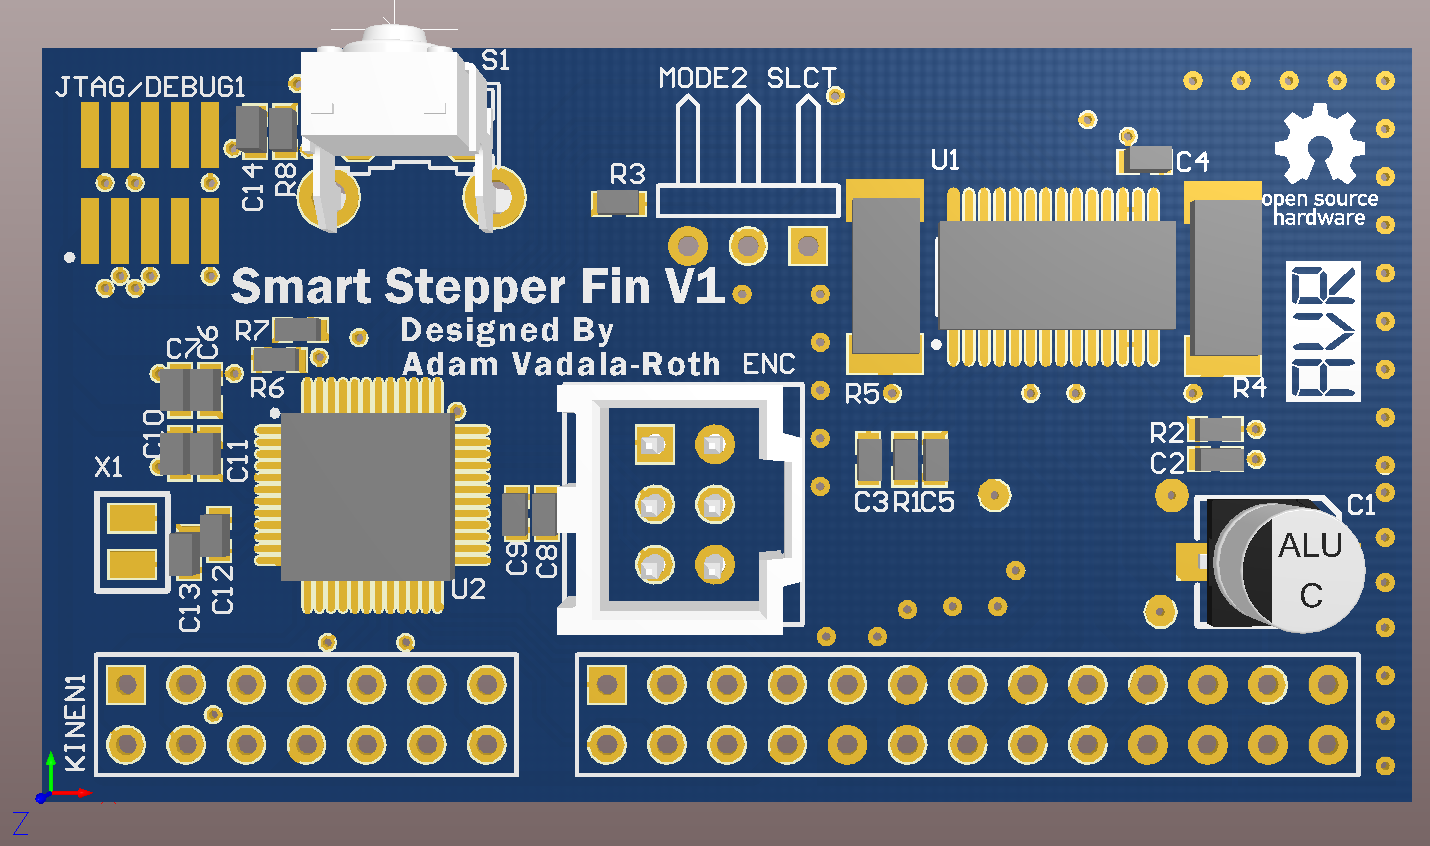 S1
JTAG/DEBUG1
MODE2 SLCT
C14
R8
R3
U1
C4
open source
hardware
Smart Stepper Fin V1
Designed By
Adam Vadala-Roth
ENC
R7
C7
C6
R6
R5
R4
C10
C11
X1
R2
C2
C3
R1
C5
C1
ALU
C
C9
C8
C13
C12
U2
KINEN1
Z